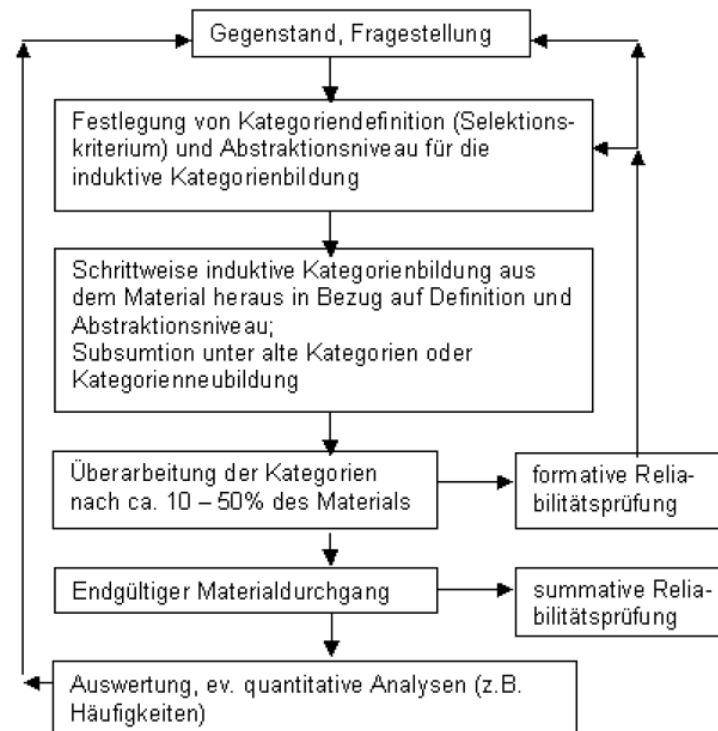 Gegenstand, Fragestellung
Festlegung von Kategoriendefinition (Selektions-
kriterium) und Abstraktionsniveau für die
induktive Kategorienbildung
Schrittweise induktive Kategorienbildung aus
dem Material heraus in Bezug auf Definition und
Abstraktionsniveau;
Subsumtion unter alte Kategorien oder
Kategorienneubildung
Überarbeitung der Kategorien
nach ca. 10 – 50% des Materials
formative Relia-
bilitätsprüfung
Endgültiger Materialdurchgang
summative Relia-
bilitätsprüfung
Auswertung, ev. quantitative Analysen (z.B.
Häufigkeiten)